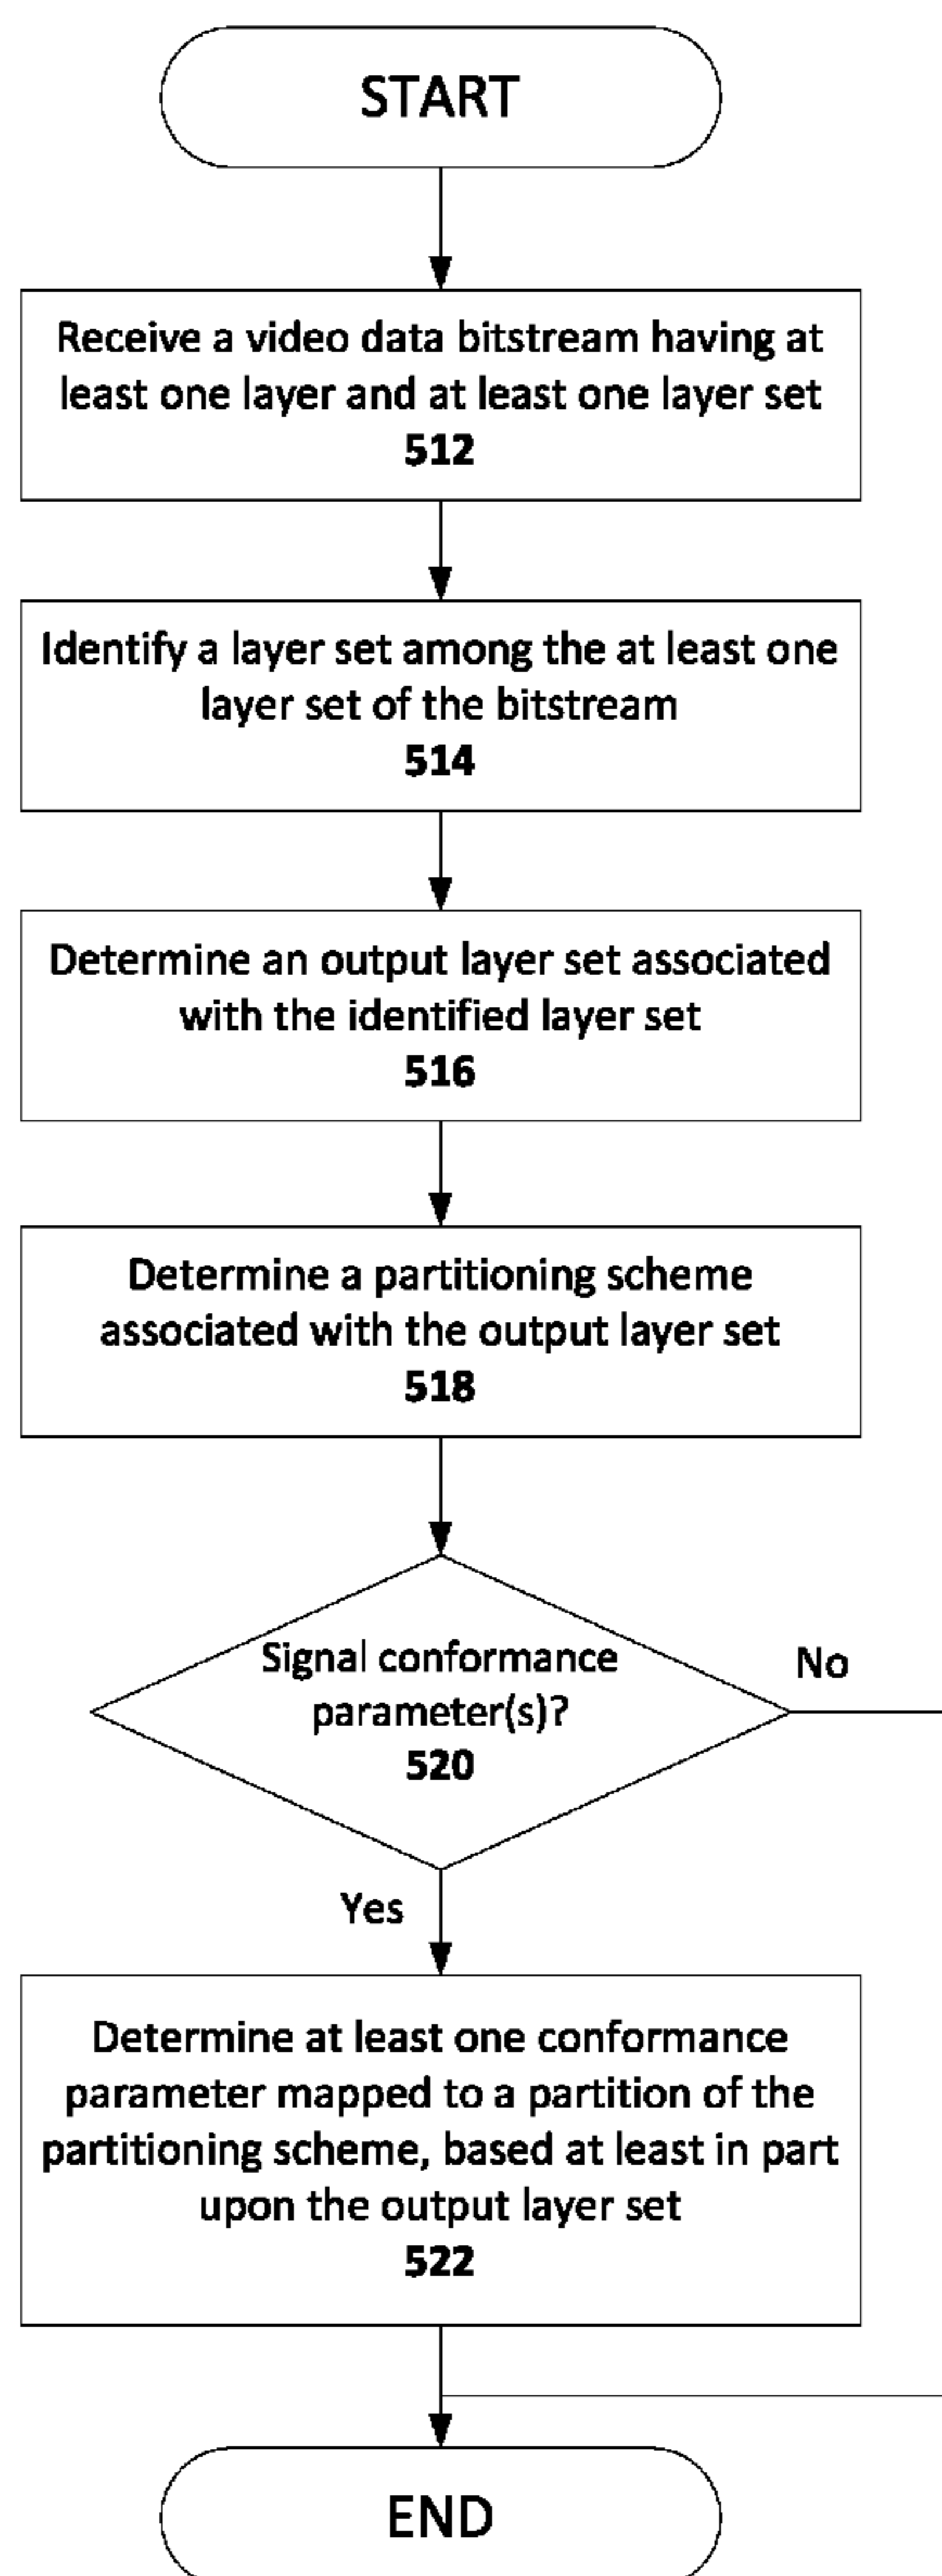 START
Receive a video data bitstream having at
least one layer and at least one layer set
512
Identify a layer set among the at least one
layer set of the bitstream
514
Determine an output layer set associated
with the identified layer set
516
Determine a partitioning scheme
associated with the output layer set
518
Signal conformance
parameter(s)?
520
No
Yes
Determine at least one conformance
parameter mapped to a partition of the
partitioning scheme, based at least in part
upon the output layer set
522
END